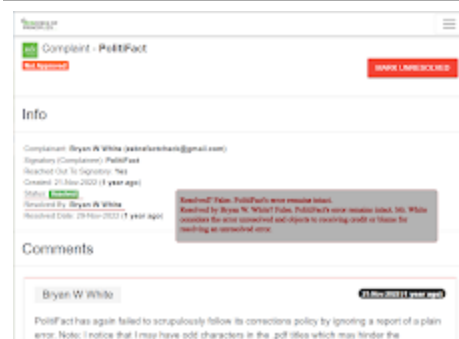 Complaint - PolitiFact
Not Approved
MARK UNRESOLVED
Info
Complainant: Bryan W White (zebrafactcheck@gmail.com)
Signatory (Complainee): PolitiFact
Reached Out To Signatory: Yes
Created: 21-Nov-2022 (1 year ago)
Status: Resolved
Resolved By: Bryan W White
Resolved Date: 29-Nov-2022 (1 year ago)
Resolved? False. PolitiFact's error remains intact.
Resolved by Bryan W. White? False. PolitiFact's error remains intact. Mr. White
considers the error unresolved and objects to receiving credit or blame for
resolving an unresolved error.
Comments
Bryan W White
21-Nov-2022 (1 year ago)
PolitiFact has again failed to scrupulously follow its corrections policy by ignoring a report of a plain
error. Note: I notice that I may have odd characters in the .pdf titles which may hinder the